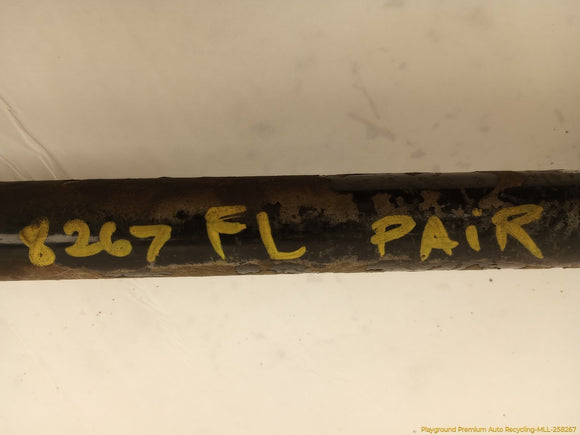 8267 FL PAiR
Playground Premium Auto Recycling-MLL-258267